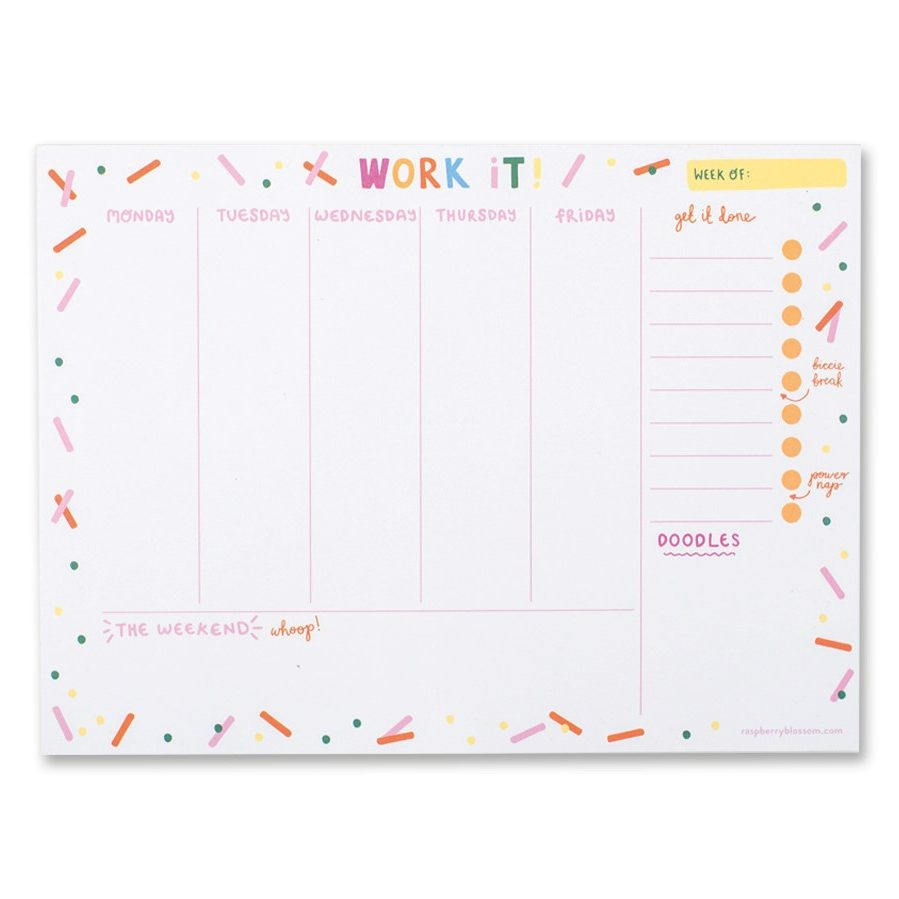 WORK iT!
WEEK OF:
MONDAY
TUESDAY
WEDNESDAY
THURSDAY
FRiDAY
get it done
biccie
break
power
nap
DOODLES
THE WEEKEND whoop!
raspberryblossom.com